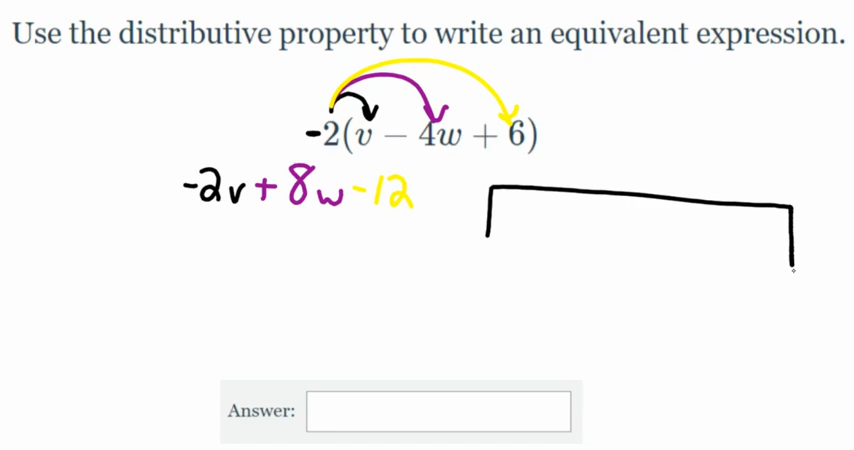 Use the distributive property to write an equivalent expression.
-2(v − 4w + 6)
-2v + 8w - 12
Answer: